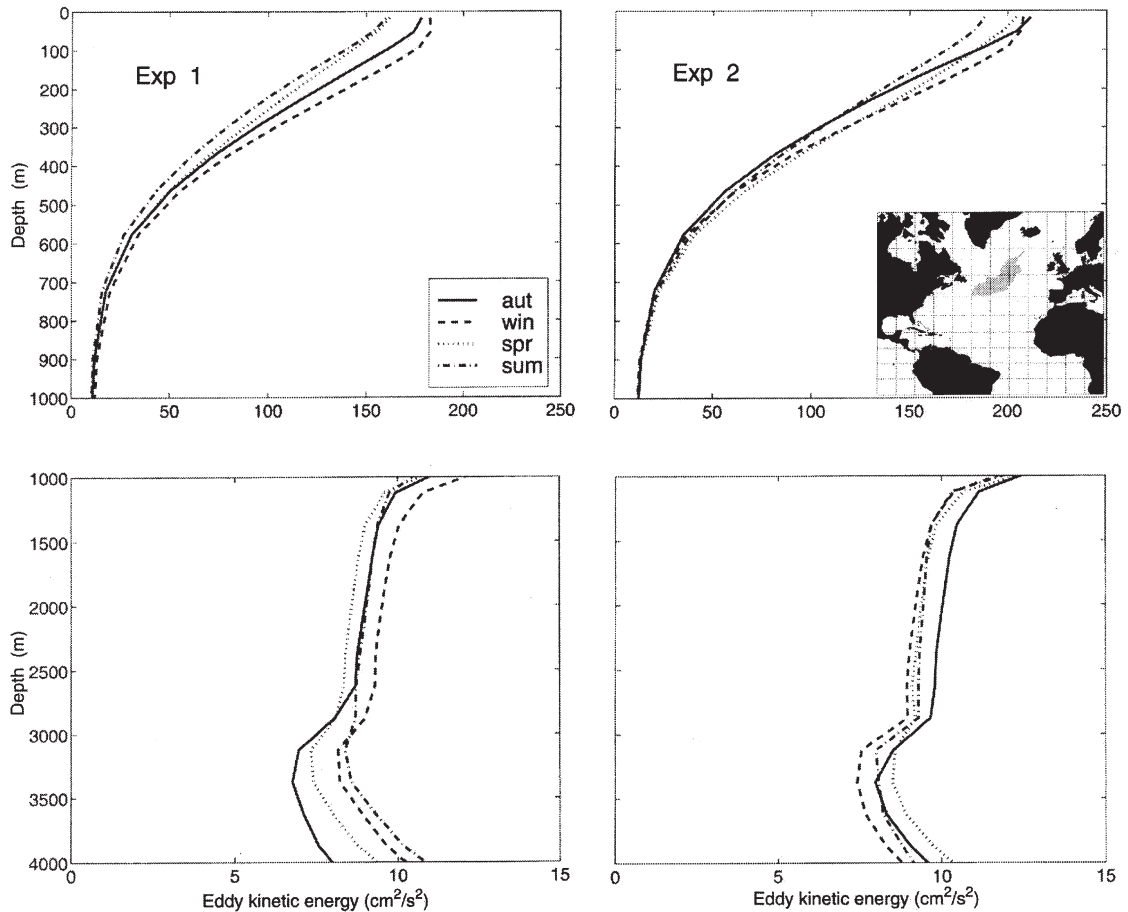 0
100
200
300
400
500
600
700
800
900
1000
Depth (m)
Exp 1
aut
win
spr
sum
0 50 100 150 200 250
Exp 2
0 50 100 150 200 250
1000
1500
2000
2500
3000
3500
4000
Depth (m)
0 5 10 15
Eddy kinetic energy (cm²/s²)
0 5 10 15
Eddy kinetic energy (cm²/s²)